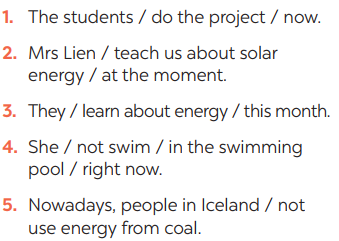 1. The students / do the project / now.
2. Mrs Lien / teach us about solar
energy / at the moment.
3. They / learn about energy / this month.
4. She / not swim / in the swimming
pool / right now.
5. Nowadays, people in Iceland / not
use energy from coal.